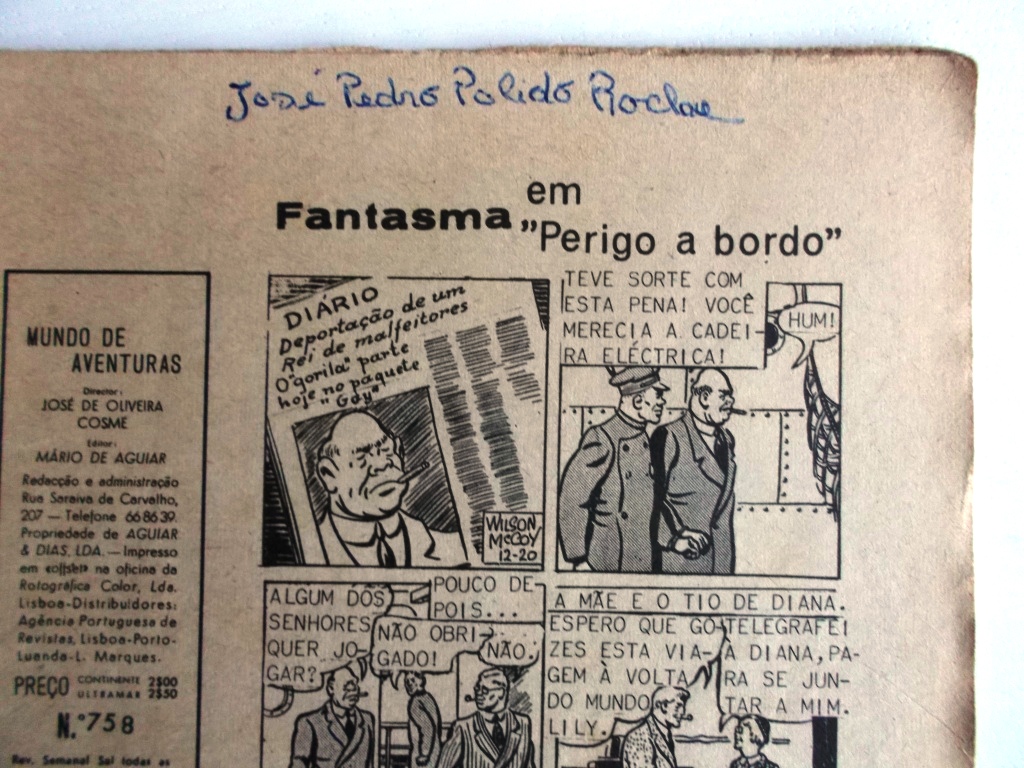 José Pedro Polido
Fantasma em
"Perigo a bordo"
MUNDO DE
AVENTURAS
Director:
JOSÉ DE OLIVEIRA
COSME
Editor:
MÁRIO DE AGUIAR
Redacção e administração
Rua Saraiva de Carvalho,
207 — Telefone 668639.
Propriedade de AGUIAR
& DIAS, LDA. — Impresso
em «offset» na oficina da
Rotográfica Color, Lda.
Lisboa-Distribuidores:
Agência Portuguesa de
Revistas, Lisboa-Porto-
Luanda-L. Marques.
PREÇO CONTINENTE 2$00
ULTRAMAR 2$50
N.º 758
Rev. Semanal Sai todas as
DIÁRIO
Deportação de um
Rei de malfeitores
O "gorila" parte
hoje no paquete
"Gay"
WILSON
McCOY
12-20
TEVE SORTE COM
ESTA PENA! VOCÊ
MERECIA A CADEI-
RA ELÉCTRICA!
HUM!
ALGUM DOS
SENHORES
QUER JO-
GAR?
POUCO DE-
POIS...
NÃO OBRI-
GADO!
NÃO.
A MÃE E O TIO DE DIANA.
ESPERO QUE GO-
ZES ESTA VIA-
GEM À VOLTA
DO MUNDO
LILY.
TELEGRAFEI
A DIANA, PA-
RA SE JUN-
TAR A MIM.